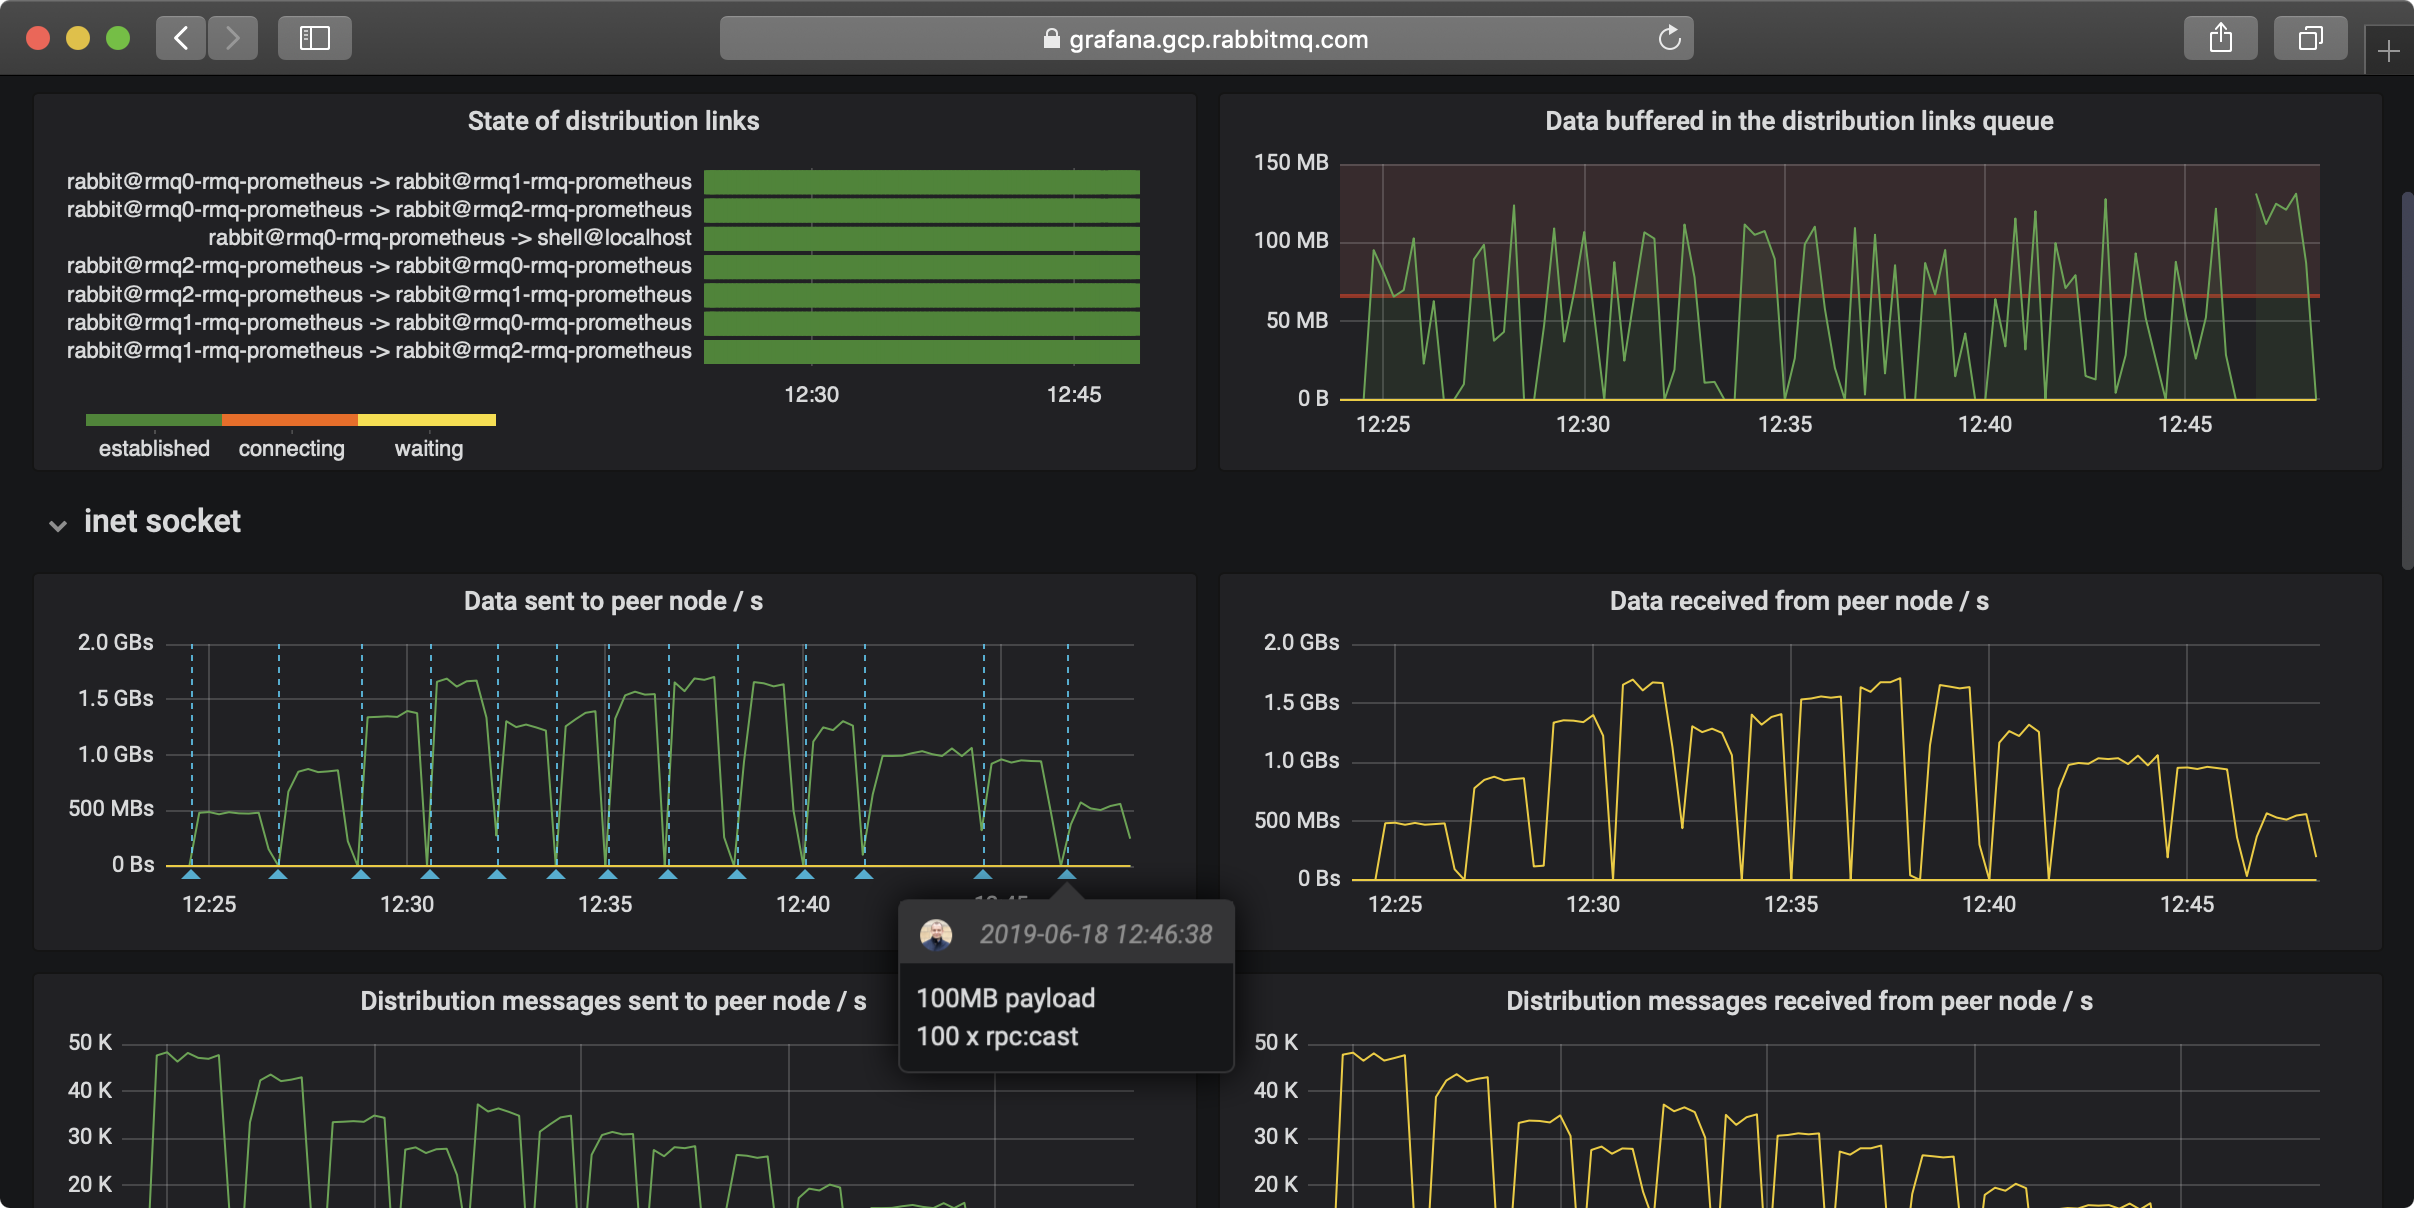 grafana.gcp.rabbitmq.com
State of distribution links
rabbit@rmq0-rmq-prometheus -> rabbit@rmq1-rmq-prometheus
rabbit@rmq0-rmq-prometheus -> rabbit@rmq2-rmq-prometheus
rabbit@rmq0-rmq-prometheus -> shell@localhost
rabbit@rmq2-rmq-prometheus -> rabbit@rmq0-rmq-prometheus
rabbit@rmq2-rmq-prometheus -> rabbit@rmq1-rmq-prometheus
rabbit@rmq1-rmq-prometheus -> rabbit@rmq0-rmq-prometheus
rabbit@rmq1-rmq-prometheus -> rabbit@rmq2-rmq-prometheus
12:30 12:45
established connecting waiting
Data buffered in the distribution links queue
150 MB
100 MB
50 MB
0 B
12:25 12:30 12:35 12:40 12:45
inet socket
Data sent to peer node / s
2.0 GBs
1.5 GBs
1.0 GBs
500 MBs
0 Bs
12:25 12:30 12:35 12:40 12:45
2019-06-18 12:46:38
100MB payload
100 x rpc:cast
Data received from peer node / s
2.0 GBs
1.5 GBs
1.0 GBs
500 MBs
0 Bs
12:25 12:30 12:35 12:40 12:45
Distribution messages sent to peer node / s
50 K
40 K
30 K
20 K
Distribution messages received from peer node / s
50 K
40 K
30 K
20 K